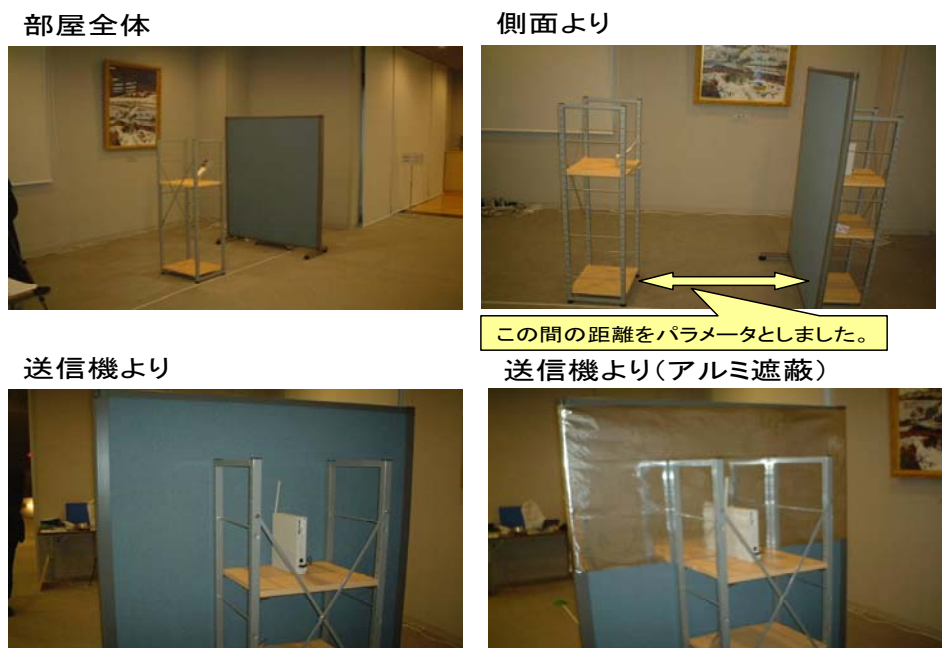 部屋全体
側面より
この間の距離をパラメータとしました。
送信機より
送信機より(アルミ遮蔽)